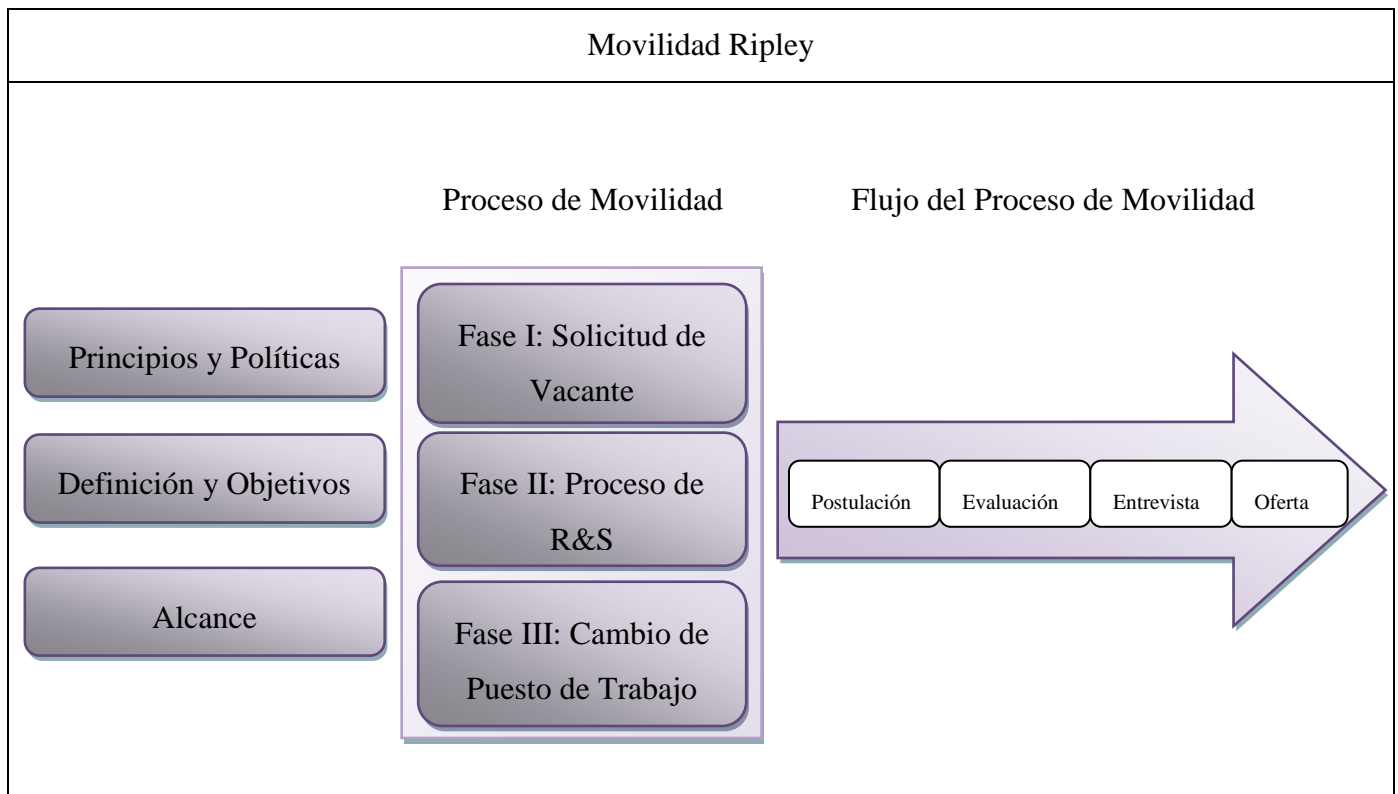 Movilidad Ripley
Proceso de Movilidad
Flujo del Proceso de Movilidad
Principios y Políticas
Definición y Objetivos
Alcance
Fase I: Solicitud de
Vacante
Fase II: Proceso de
R&S
Fase III: Cambio de
Puesto de Trabajo
Postulación
Evaluación
Entrevista
Oferta